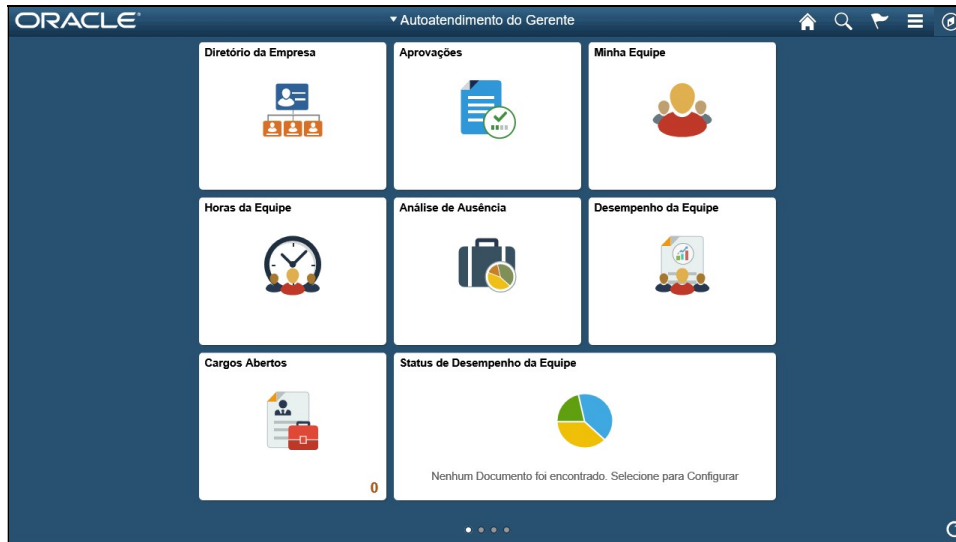 ORACLE
Autoatendimento do Gerente
Diretório da Empresa
Aprovações
Minha Equipe
Horas da Equipe
Análise de Ausência
Desempenho da Equipe
Cargos Abertos
0
Status de Desempenho da Equipe
Nenhum Documento foi encontrado. Selecione para Configurar